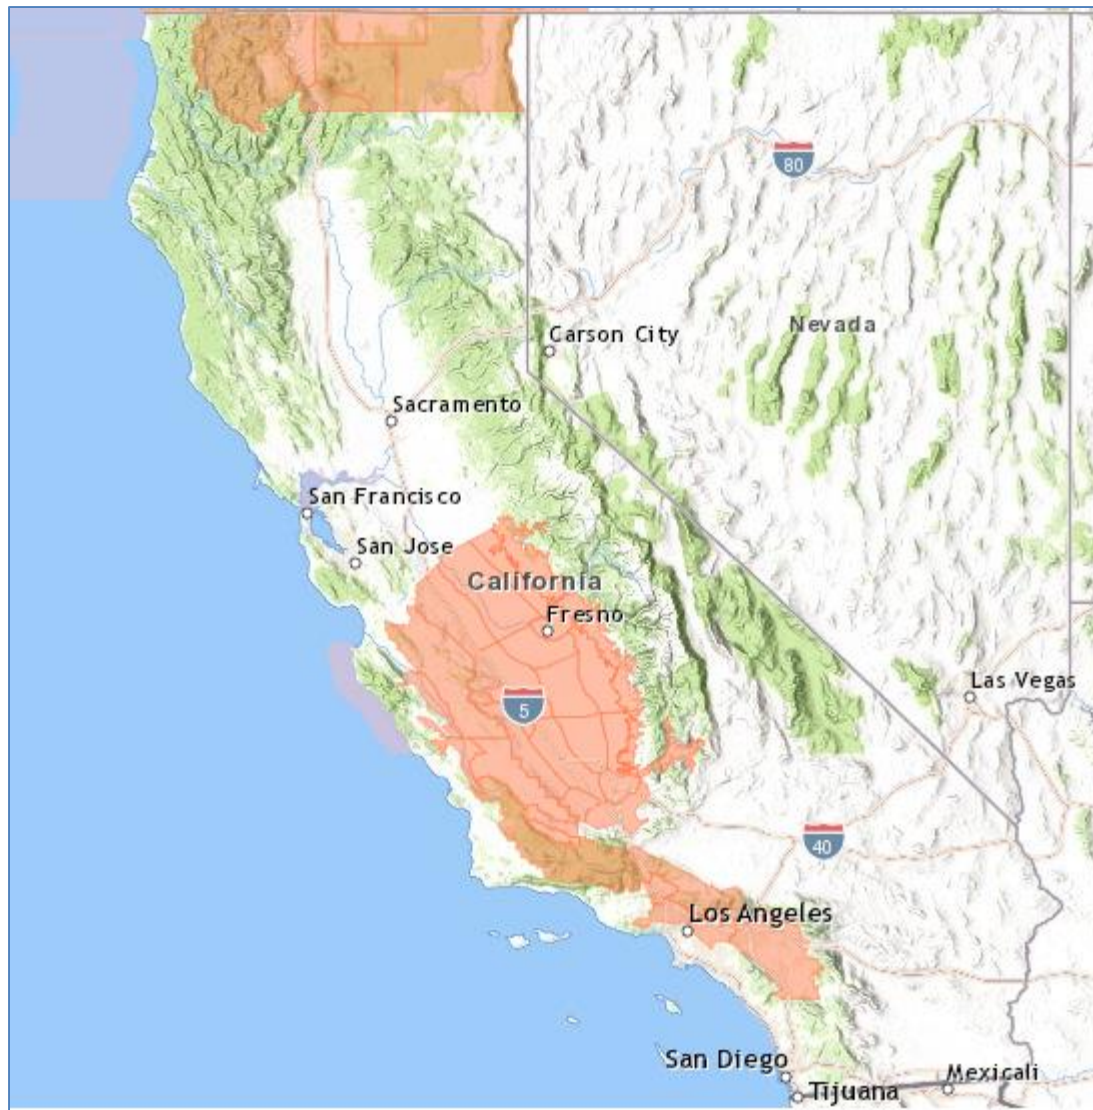 80
Nevada
Carson City
Sacramento
San Francisco
San Jose
California
Fresno
Las Vegas
5
40
Los Angeles
San Diego
Mexicali
Tijuana